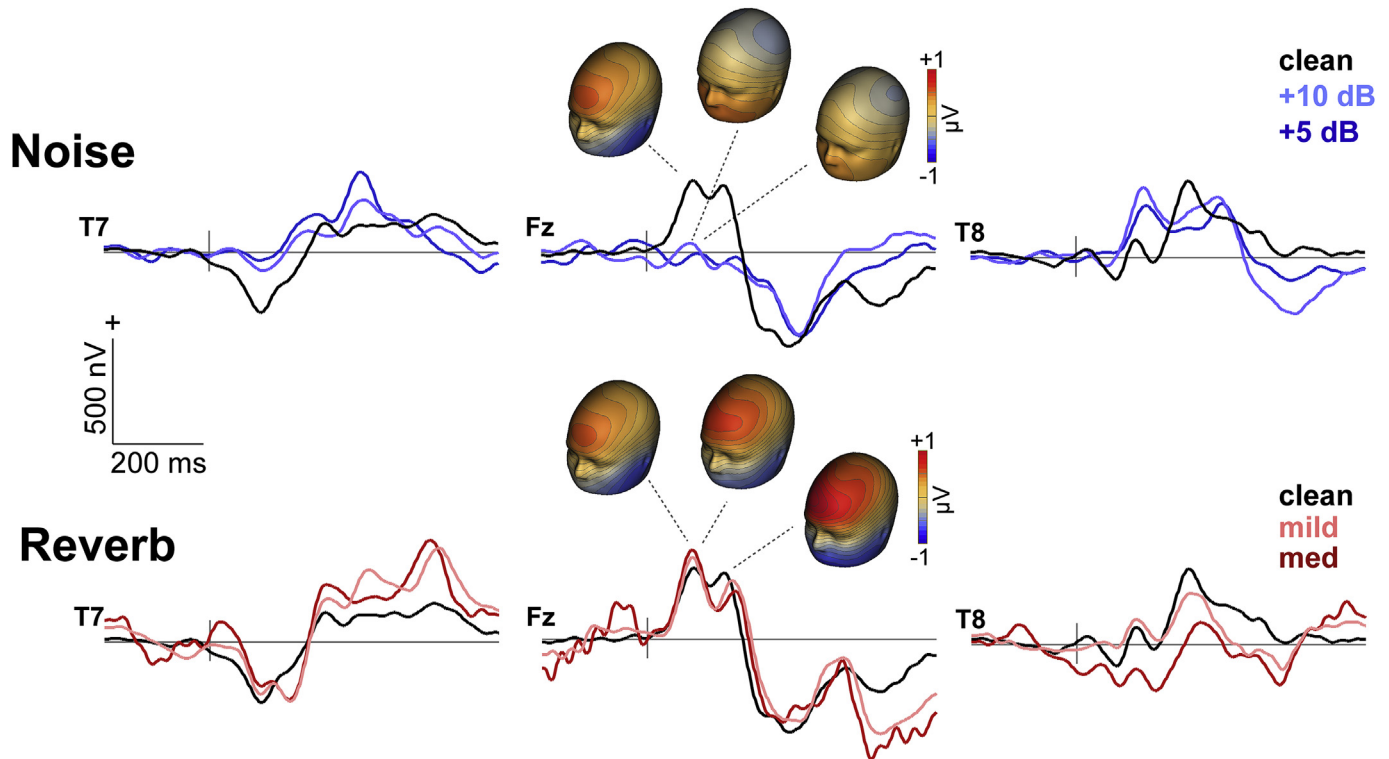 clean
+10 dB
+5 dB
+1
µV
-1
Noise
T7
Fz
T8
+
500 nV
200 ms
+1
µV
-1
clean
mild
med
Reverb
T7
Fz
T8